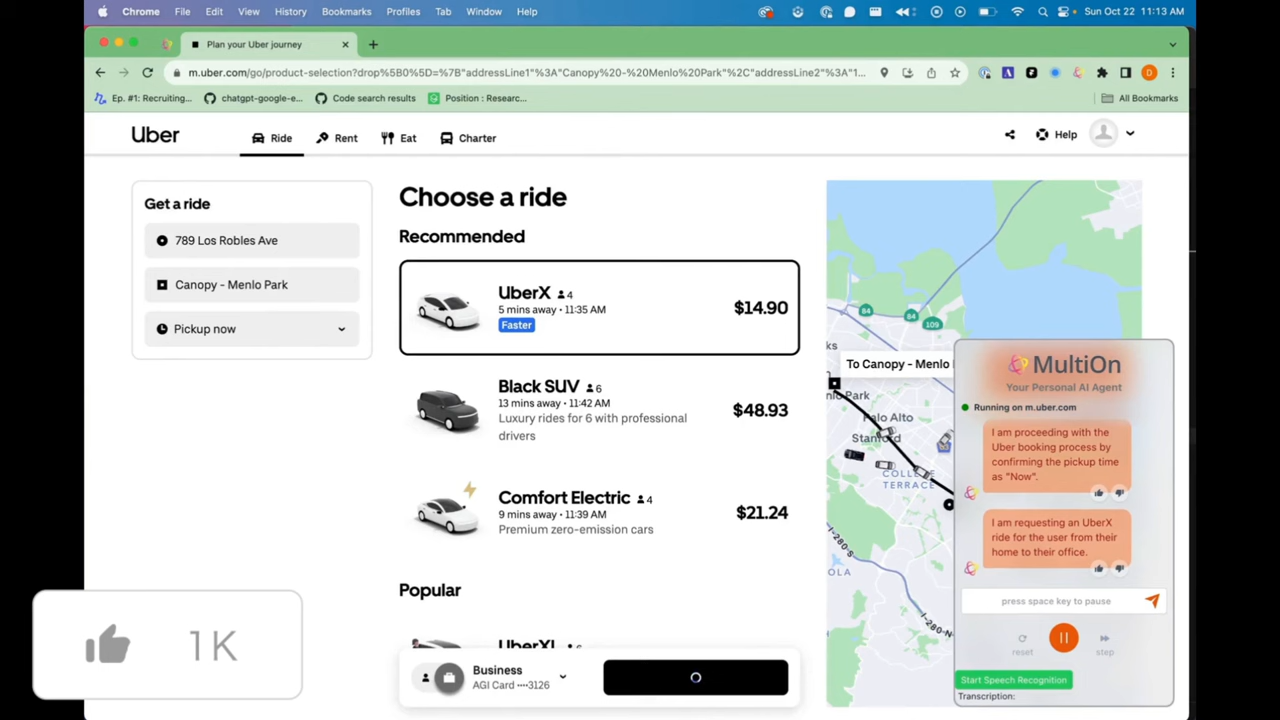 Chrome File Edit View History Bookmarks Profiles Tab Window Help
Sun Oct 22 11:13 AM
Plan your Uber journey
m.uber.com/go/product-selection?drop%5B0%5D=%7B"addressLine1"%3A"Canopy%20-%20Menlo%20Park"%2C"addressLine2"%3A"1...
Ep. #1: Recruiting... chatgpt-google-e... Code search results Position : Researc... All Bookmarks
Uber Ride Rent Eat Charter Help
Get a ride
789 Los Robles Ave
Canopy - Menlo Park
Pickup now
Choose a ride
Recommended
UberX 4
5 mins away • 11:35 AM
Faster
$14.90
Black SUV 6
13 mins away • 11:42 AM
Luxury rides for 6 with professional
drivers
$48.93
Comfort Electric 4
9 mins away • 11:39 AM
Premium zero-emission cars
$21.24
Popular
UberXL 6
Business
AGI Card ••••3126
84
84
109
To Canopy - Menlo
Palo Alto
Stanford
COLLEGE
TERRACE
I-280-S
I-280-N
MultiOn
Your Personal AI Agent
Running on m.uber.com
I am proceeding with the
Uber booking process by
confirming the pickup time
as "Now".
I am requesting an UberX
ride for the user from their
home to their office.
press space key to pause
reset
step
Start Speech Recognition
Transcription:
1K